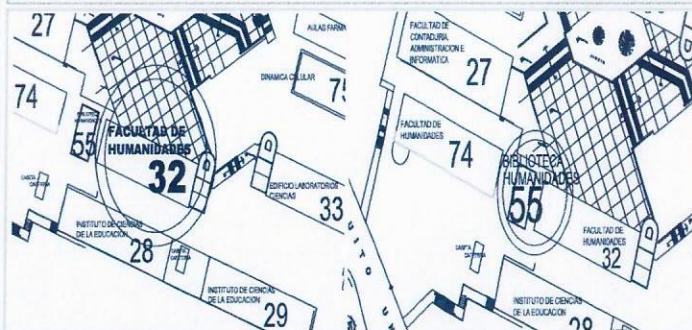 27
74
55
FACULTAD DE
HUMANIDADES
32
AULAS FARMA
DINAMICA CELULAR
75
EDIFICIO LABORATORIOS
CIENCIAS
33
INSTITUTO DE CIENCIAS
DE LA EDUCACION
28
INSTITUTO DE CIENCIAS
DE LA EDUCACION
29
FACULTAD DE
CONTADURIA,
ADMINISTRACION E
INFORMATICA
27
FACULTAD DE
HUMANIDADES
74
BIBLIOTECA
HUMANIDADES
55
FACULTAD DE
HUMANIDADES
32
INSTITUTO DE CIENCIAS
DE LA EDUCACION
28
UITO